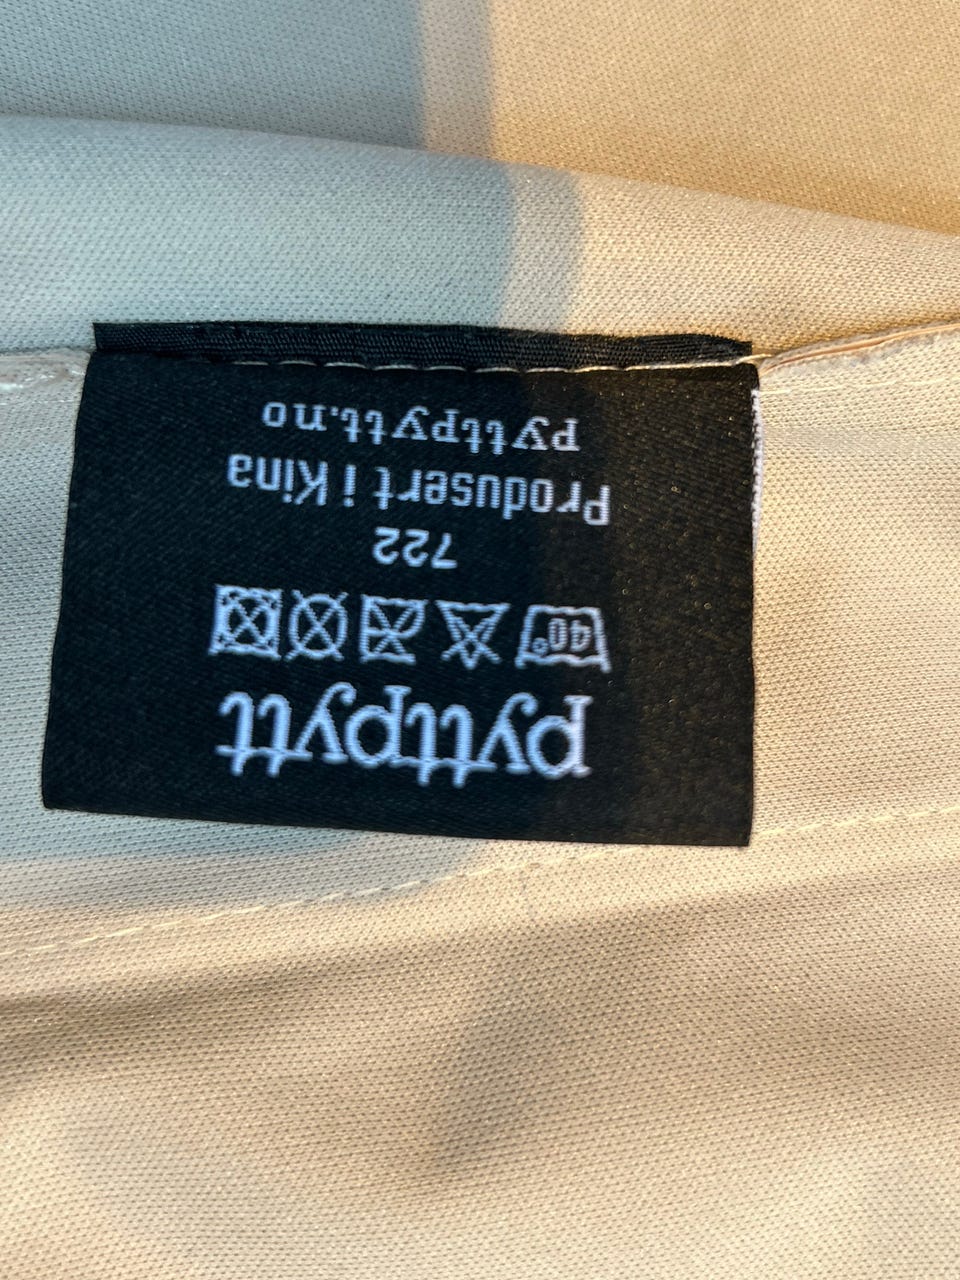 pyttpytt
40°
722
Produsert i Kina
pyttpytt.no